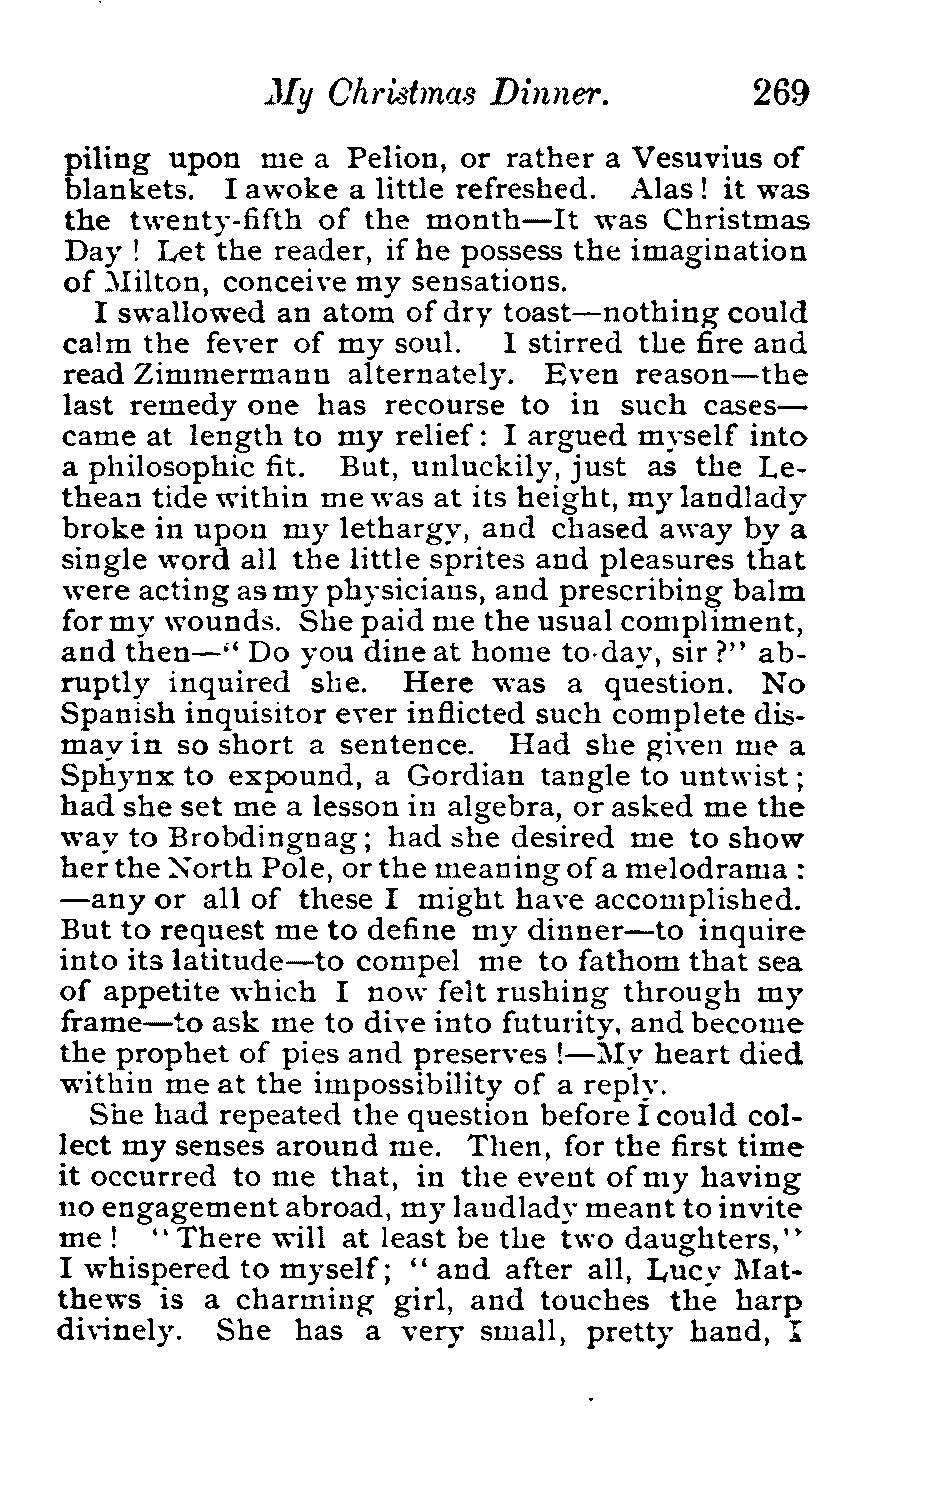 My Christmas Dinner. 269
piling upon me a Pelion, or rather a Vesuvius of
blankets. I awoke a little refreshed. Alas! it was
the twenty-fifth of the month—It was Christmas
Day! Let the reader, if he possess the imagination
of Milton, conceive my sensations.
I swallowed an atom of dry toast—nothing could
calm the fever of my soul. I stirred the fire and
read Zimmermann alternately. Even reason—the
last remedy one has recourse to in such cases—
came at length to my relief: I argued myself into
a philosophic fit. But, unluckily, just as the Le-
thean tide within me was at its height, my landlady
broke in upon my lethargy, and chased away by a
single word all the little sprites and pleasures that
were acting as my physicians, and prescribing balm
for my wounds. She paid me the usual compliment,
and then—"Do you dine at home to-day, sir?" ab-
ruptly inquired she. Here was a question. No
Spanish inquisitor ever inflicted such complete dis-
may in so short a sentence. Had she given me a
Sphynx to expound, a Gordian tangle to untwist;
had she set me a lesson in algebra, or asked me the
way to Brobdingnag; had she desired me to show
her the North Pole, or the meaning of a melodrama:
—any or all of these I might have accomplished.
But to request me to define my dinner—to inquire
into its latitude—to compel me to fathom that sea
of appetite which I now felt rushing through my
frame—to ask me to dive into futurity, and become
the prophet of pies and preserves!—My heart died
within me at the impossibility of a reply.
She had repeated the question before I could col-
lect my senses around me. Then, for the first time
it occurred to me that, in the event of my having
no engagement abroad, my landlady meant to invite
me! "There will at least be the two daughters,"
I whispered to myself; "and after all, Lucy Mat-
thews is a charming girl, and touches the harp
divinely. She has a very small, pretty hand, I